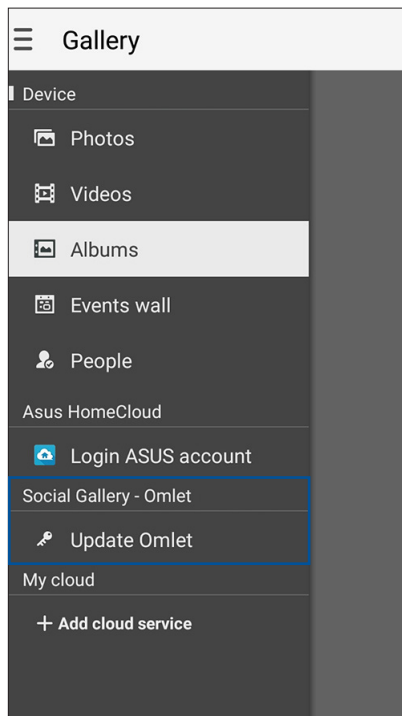 Gallery
Device
Photos
Videos
Albums
Events wall
People
Asus HomeCloud
Login ASUS account
Social Gallery - Omlet
Update Omlet
My cloud
+ Add cloud service